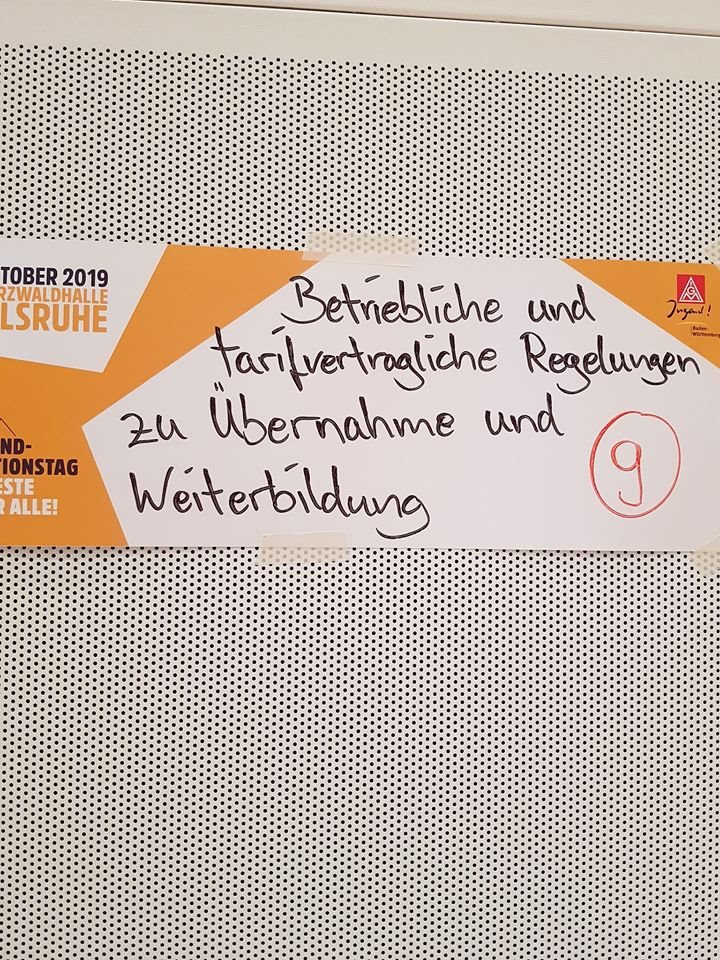 TOBER 2019
RZWALDHALLE
LSRUHE
ND-
TIONSTAG
ESTE
R ALLE!
Betriebliche und
tarifvertragliche Regelungen
zu Übernahme und
Weiterbildung
9
IGM
Jugend!
Baden-
Württemberg